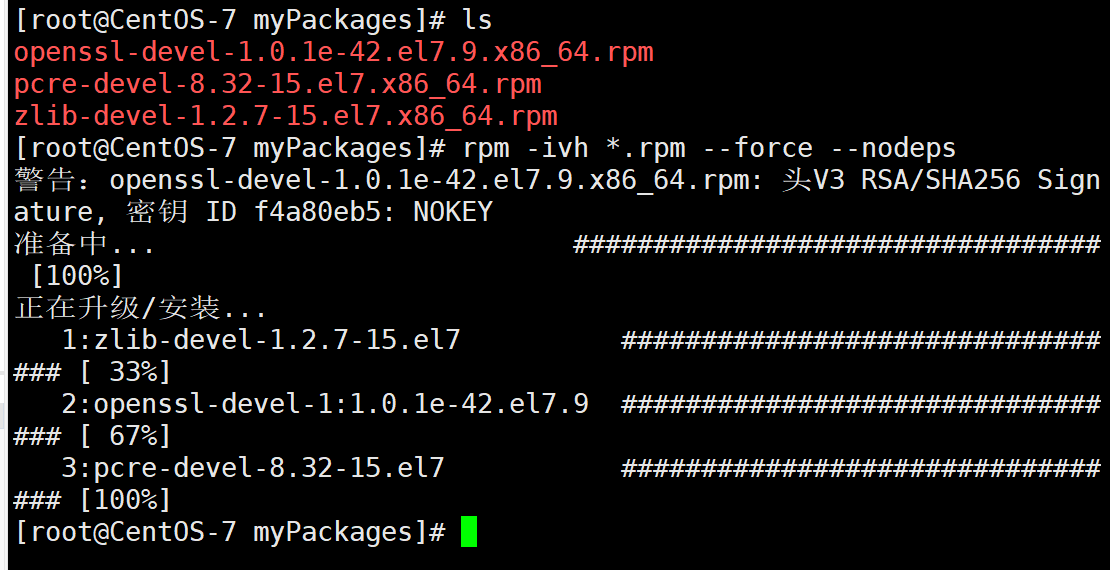 [root@CentOS-7 myPackages]# ls
openssl-devel-1.0.1e-42.el7.9.x86_64.rpm
pcre-devel-8.32-15.el7.x86_64.rpm
zlib-devel-1.2.7-15.el7.x86_64.rpm
[root@CentOS-7 myPackages]# rpm -ivh *.rpm --force --nodeps
警告：openssl-devel-1.0.1e-42.el7.9.x86_64.rpm: 头V3 RSA/SHA256 Sign
ature, 密钥 ID f4a80eb5: NOKEY
准备中...                          #################################
 [100%]
正在升级/安装...
   1:zlib-devel-1.2.7-15.el7          ##############################
### [ 33%]
   2:openssl-devel-1:1.0.1e-42.el7.9  ##############################
### [ 67%]
   3:pcre-devel-8.32-15.el7           ##############################
### [100%]
[root@CentOS-7 myPackages]#